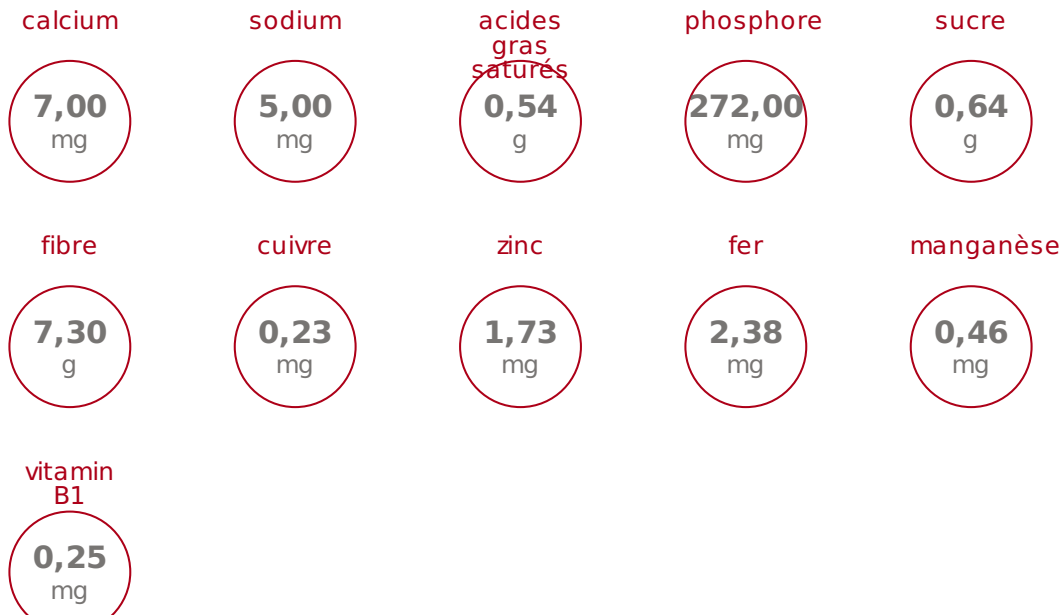 calcium
sodium
acides
gras
saturés
phosphore
sucre
7,00
mg
5,00
mg
0,54
g
272,00
mg
0,64
g
fibre
cuivre
zinc
fer
manganèse
7,30
g
0,23
mg
1,73
mg
2,38
mg
0,46
mg
vitamin
B1
0,25
mg